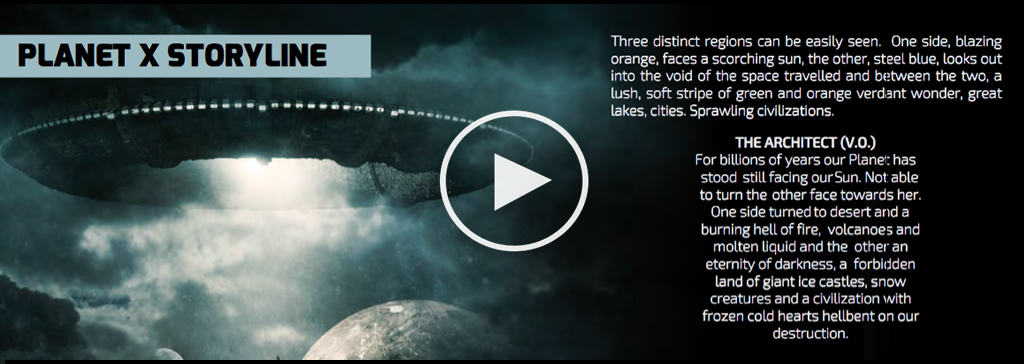 PLANET X STORYLINE
Three distinct regions can be easily seen. One side, blazing
orange, faces a scorching sun, the other, steel blue, looks out
into the void of the space travelled and between the two, a
lush, soft stripe of green and orange verdant wonder, great
lakes, cities. Sprawling civilizations.
THE ARCHITECT (V.O.)
For billions of years our Planet has
stood still facing our Sun. Not able
to turn the other face towards her.
One side turned to desert and a
burning hell of fire, volcanoes and
molten liquid and the other an
eternity of darkness, a forbidden
land of giant ice castles, snow
creatures and a civilization with
frozen cold hearts hellbent on our
destruction.